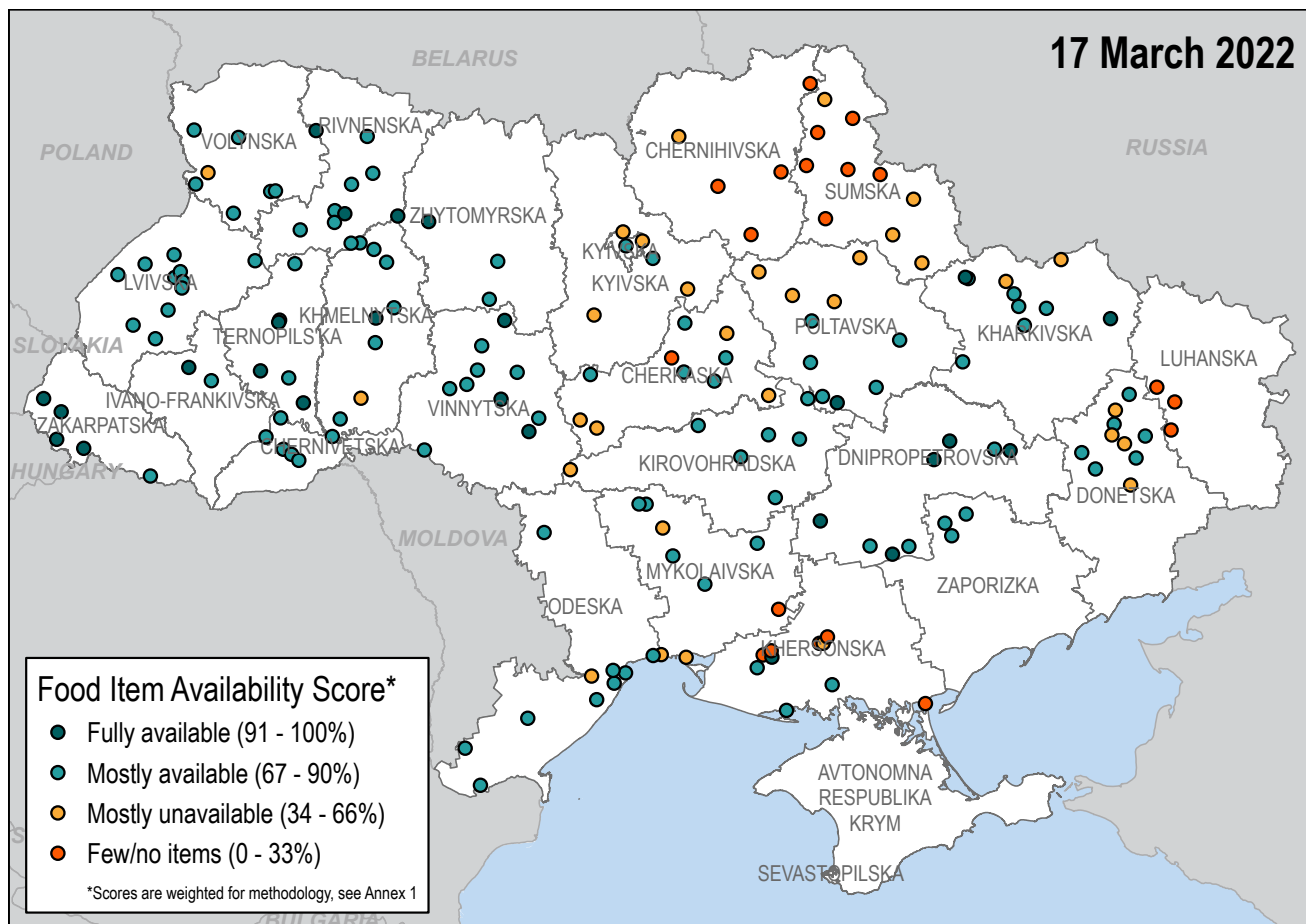 17 March 2022
BELARUS
POLAND
RUSSIA
SLOVAKIA
HUNGARY
MOLDOVA
VOLYNSKA
RIVNENSKA
CHERNIHIVSKA
SUMSKA
ZHYTOMYRSKA
KYIVSKA
KYIVSKA
LVIVSKA
TERNOPILSKA
KHMELNYTSKA
POLTAVSKA
KHARKIVSKA
LUHANSKA
CHERKASKA
IVANO-FRANKIVSKA
VINNYTSKA
ZAKARPATSKA
CHERNIVETSKA
KIROVOHRADSKA
DNIPROPETROVSKA
DONETSKA
MYKOLAIVSKA
ZAPORIZKA
ODESKA
KHERSONSKA
AVTONOMNA
RESPUBLIKA
KRYM
SEVASTOPILSKA
Food Item Availability Score*
Fully available (91 - 100%)
Mostly available (67 - 90%)
Mostly unavailable (34 - 66%)
Few/no items (0 - 33%)
*Scores are weighted for methodology, see Annex 1
BULGARIA